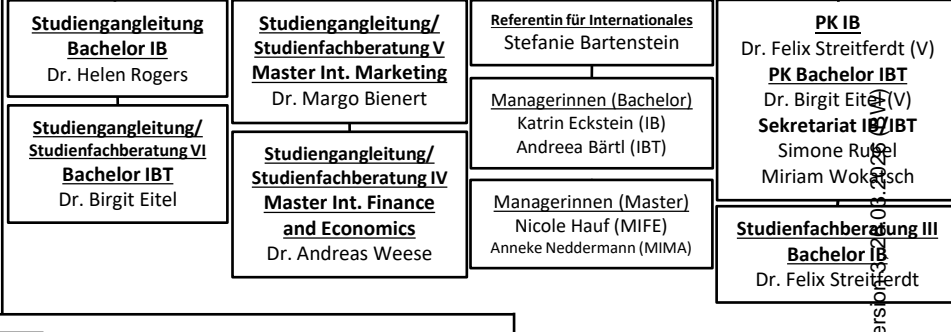 Studiengangleitung
Bachelor IB
Dr. Helen Rogers
Studiengangleitung/
Studienfachberatung VI
Bachelor IBT
Dr. Birgit Eitel
Studiengangleitung/
Studienfachberatung V
Master Int. Marketing
Dr. Margo Bienert
Studiengangleitung/
Studienfachberatung IV
Master Int. Finance
and Economics
Dr. Andreas Weese
Referentin für Internationales
Stefanie Bartenstein
Managerinnen (Bachelor)
Katrin Eckstein (IB)
Andreea Bärtl (IBT)
Managerinnen (Master)
Nicole Hauf (MIFE)
Anneke Neddermann (MIMA)
PK IB
Dr. Felix Streitferdt (V)
PK Bachelor IBT
Dr. Birgit Eitel (V)
Sekretariat IB/IBT
Simone
Miriam
Studienfachberatung III
Bachelor IB
Dr. Felix Streitferdt